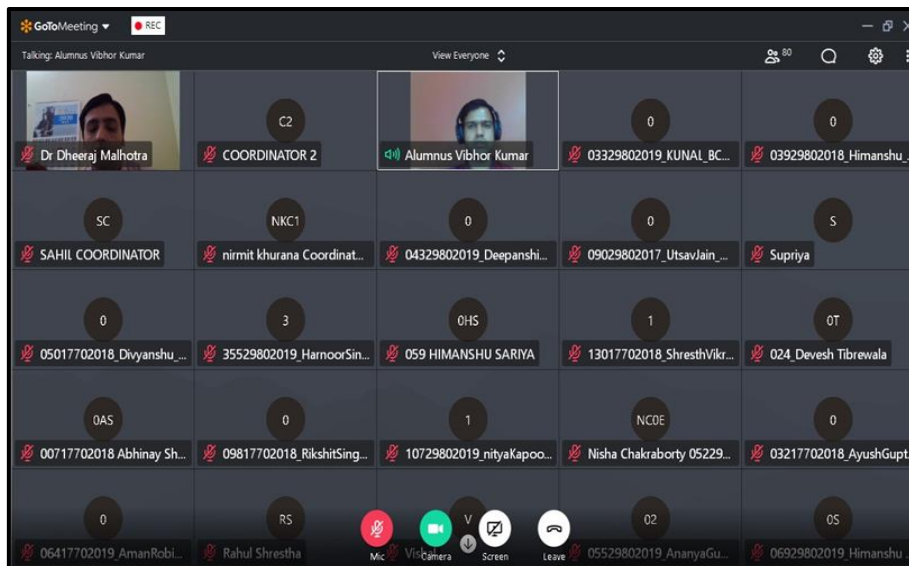 GoToMeeting REC
Talking: Alumnus Vibhor Kumar View Everyone 80
Dr Dheeraj Malhotra
C2
COORDINATOR 2
Alumnus Vibhor Kumar
0
03329802019_KUNAL_BC...
0
03929802018_Himanshu_...
SC
SAHIL COORDINATOR
NKC1
nirmit khurana Coordinat...
0
04329802019_Deepanshi...
0
09029802017_UtsavJain_...
S
Supriya
0
05017702018_Divyanshu_...
3
35529802019_HarnoorSin...
0HS
059 HIMANSHU SARIYA
1
13017702018_ShresthVikr...
0T
024_Devesh Tibrewala
0AS
00717702018 Abhinay Sh...
0
09817702018_RikshitSing...
1
10729802019_nityaKapoo...
NC0E
Nisha Chakraborty 05229...
0
03217702018_AyushGupt...
0
06417702019_AmanRobi...
RS
Rahul Shrestha
V
02
05529802019_AnanyaGu...
0S
06929802019_Himanshu
Mic Camera Screen Leave